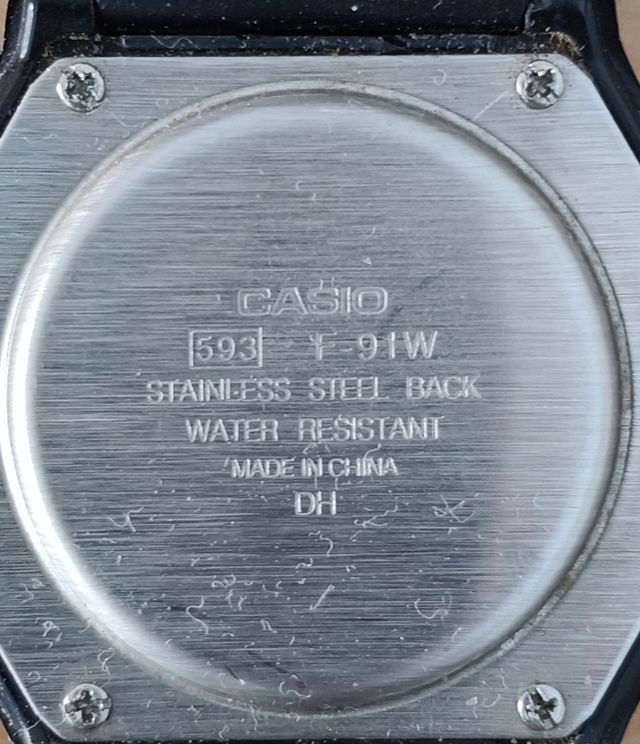 CASIO
593 F-91W
STAINLESS STEEL BACK
WATER RESISTANT
MADE IN CHINA
DH